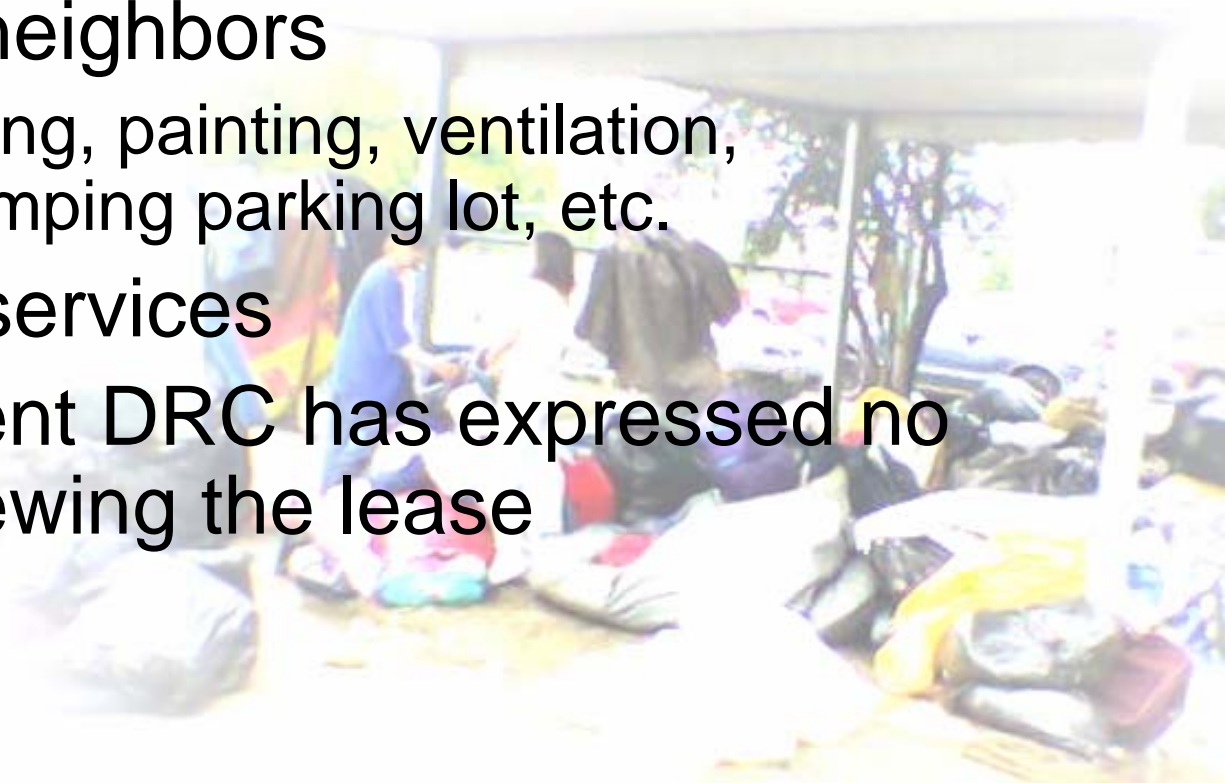 neighbors
ng, painting, ventilation,
mping parking lot, etc.
services
ent DRC has expressed no
ewing the lease